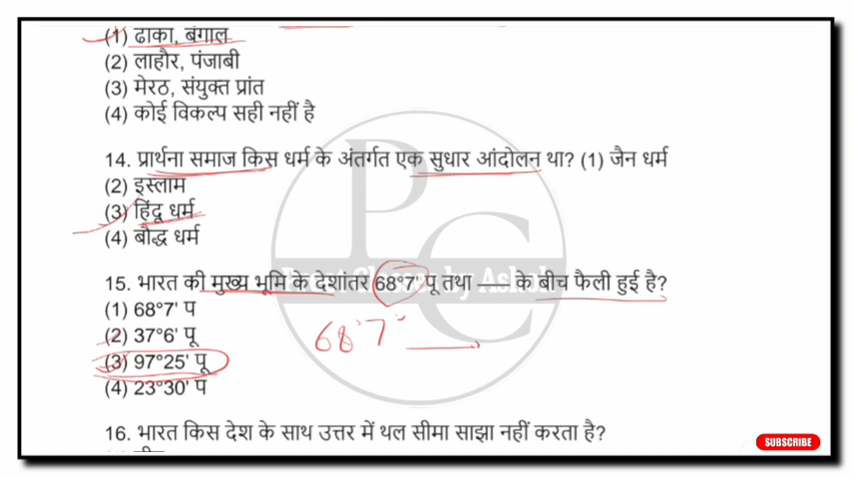 (1) ढाका, बंगाल
(2) लाहौर, पंजाबी
(3) मेरठ, संयुक्त प्रांत
(4) कोई विकल्प सही नहीं है
14. प्रार्थना समाज किस धर्म के अंतर्गत एक सुधार आंदोलन था? (1) जैन धर्म
(2) इस्लाम
(3) हिंदू धर्म
(4) बौद्ध धर्म
15. भारत की मुख्य भूमि के देशांतर 68°7' पू तथा —— के बीच फैली हुई है?
(1) 68°7' प
(2) 37°6' पू
68°7'
(3) 97°25' पू
(4) 23°30' प
16. भारत किस देश के साथ उत्तर में थल सीमा साझा नहीं करता है?
PC
SUBSCRIBE